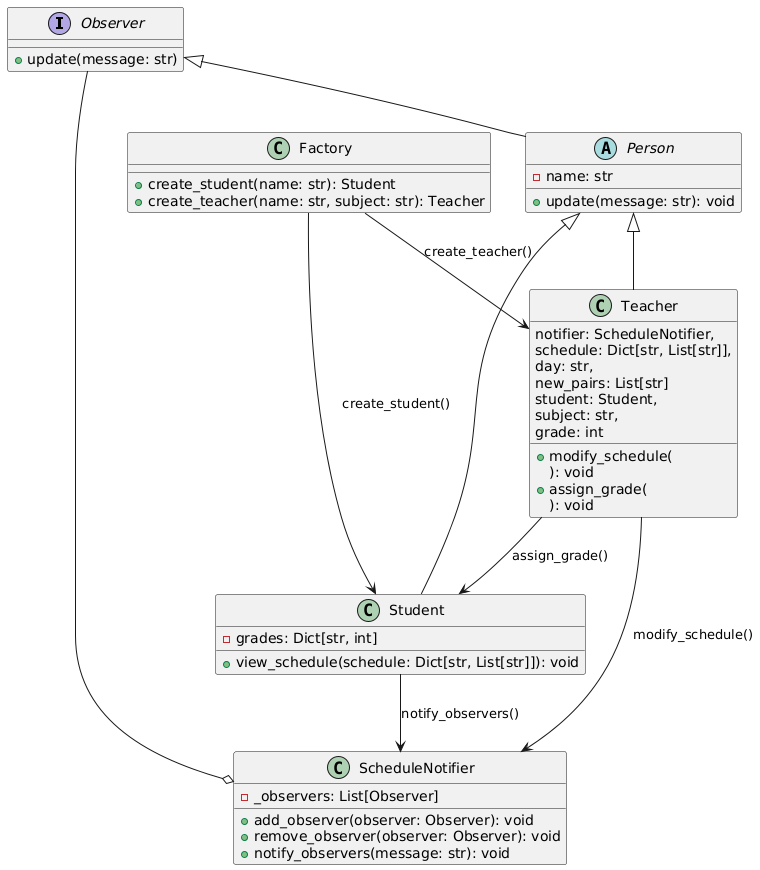 I Observer
+ update(message: str)
C Factory
+ create_student(name: str): Student
+ create_teacher(name: str, subject: str): Teacher
A Person
name: str
update(message: str): void
create_teacher()
C Teacher
notifier: ScheduleNotifier,
schedule: Dict[str, List[str]],
day: str,
new_pairs: List[str]
student: Student,
subject: str,
grade: int
modify_schedule(
): void
assign_grade(
): void
create_student()
assign_grade()
C Student
grades: Dict[str, int]
view_schedule(schedule: Dict[str, List[str]]): void
modify_schedule()
notify_observers()
C ScheduleNotifier
_observers: List[Observer]
add_observer(observer: Observer): void
remove_observer(observer: Observer): void
notify_observers(message: str): void